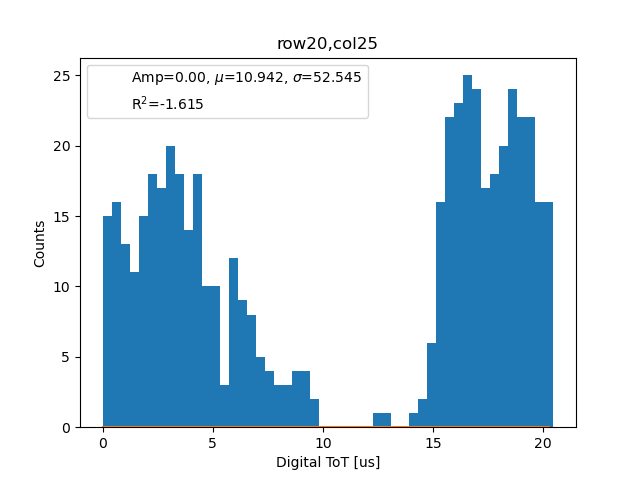 row20,col25
Amp=0.00, μ=10.942, σ=52.545
R²=-1.615
25
20
15
10
5
0
Counts
0 5 10 15 20
Digital ToT [us]